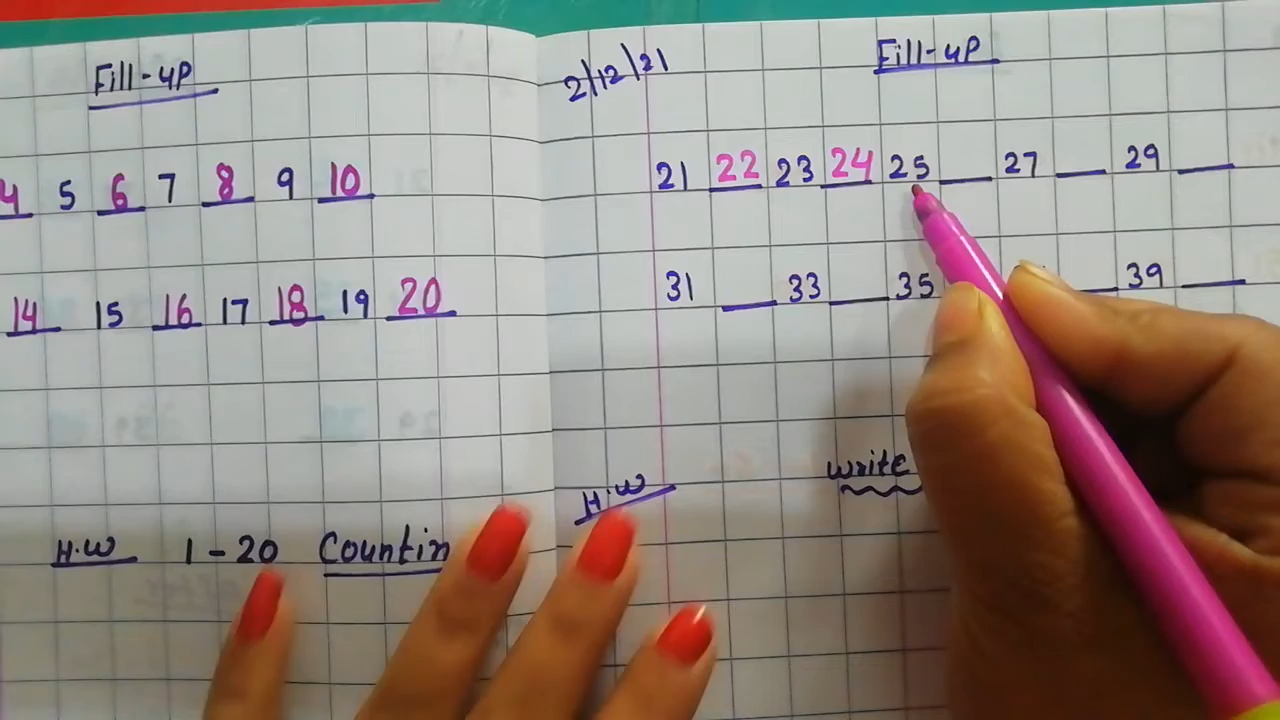 Fill-up
4 5 6 7 8 9 10
14 15 16 17 18 19 20
H.W 1-20 Countin
2/12/21
Fill-up
21 22 23 24 25 __ 27 __ 29 __
31 __ 33 __ 35 __ 39 __
H.W
write